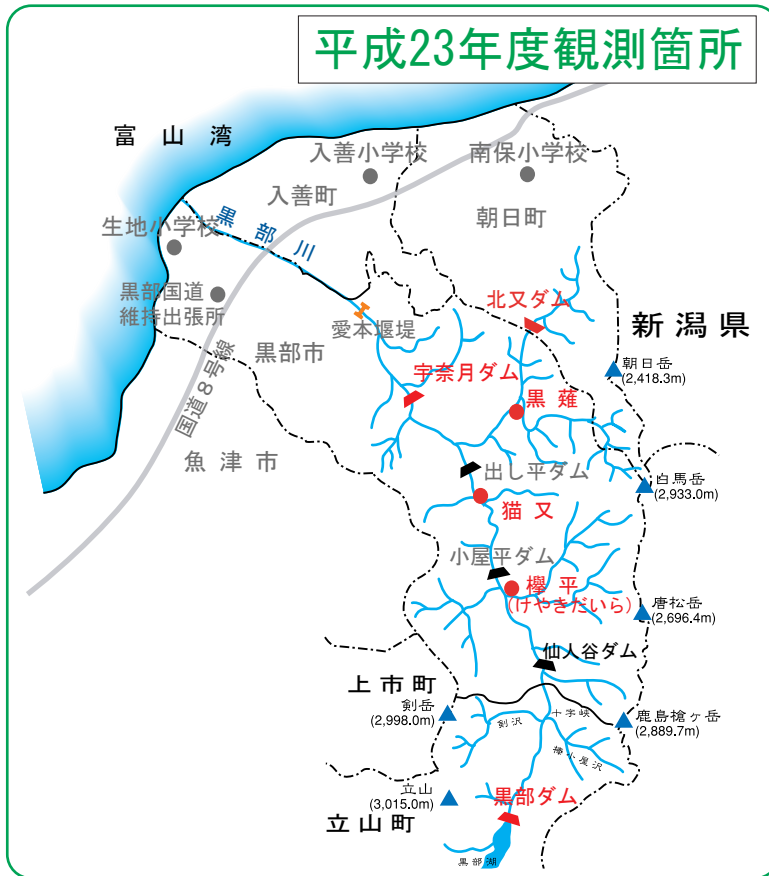 平成23年度観測箇所
富山湾
入善小学校
南保小学校
入善町
朝日町
生地小学校
黒部川
黒部国道
維持出張所
北又ダム
愛本堰堤
新潟県
黒部市
国道8号線
宇奈月ダム
朝日岳
(2,418.3m)
黒薙
魚津市
出し平ダム
白馬岳
(2,933.0m)
猫又
小屋平ダム
欅平
(けやきだいら)
唐松岳
(2,696.4m)
仙人谷ダム
上市町
剣岳
(2,998.0m)
十字峡
剣沢
鹿島槍ヶ岳
(2,889.7m)
棒小屋沢
立山
(3,015.0m)
黒部ダム
立山町
黒部湖